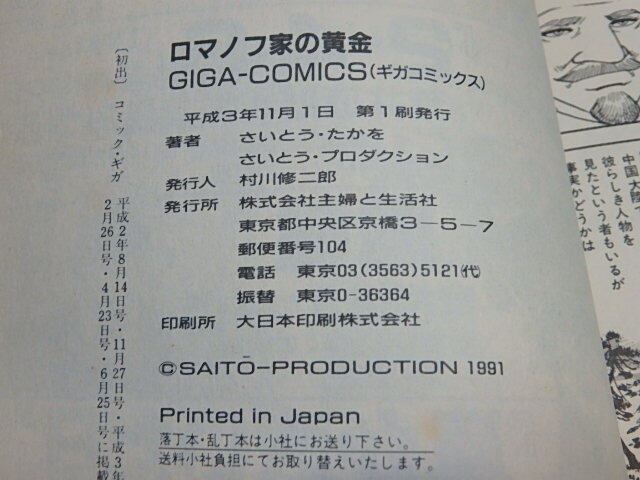 ロマノフ家の黄金
GIGA-COMICS(ギガコミックス)
平成3年11月1日 第1刷発行
著者 さいとう・たかを
さいとう・プロダクション
発行人 村川修二郎
発行所 株式会社主婦と生活社
東京都中央区京橋3-5-7
郵便番号104
電話 東京03(3563)5121(代)
振替 東京0-36364
印刷所 大日本印刷株式会社
©SAITŌ-PRODUCTION 1991
Printed in Japan
落丁本・乱丁本は小社にお送り下さい。
送料小社負担にてお取り替えいたします。
〔初出〕 コミック・ギガ 平成2年8月14日号・11月27日号・平成3年
2月26日号・4月23日号・6月25日号に掲載
中国大陸で
彼らしき人物を
見たという者もいるが
事実かどうかは